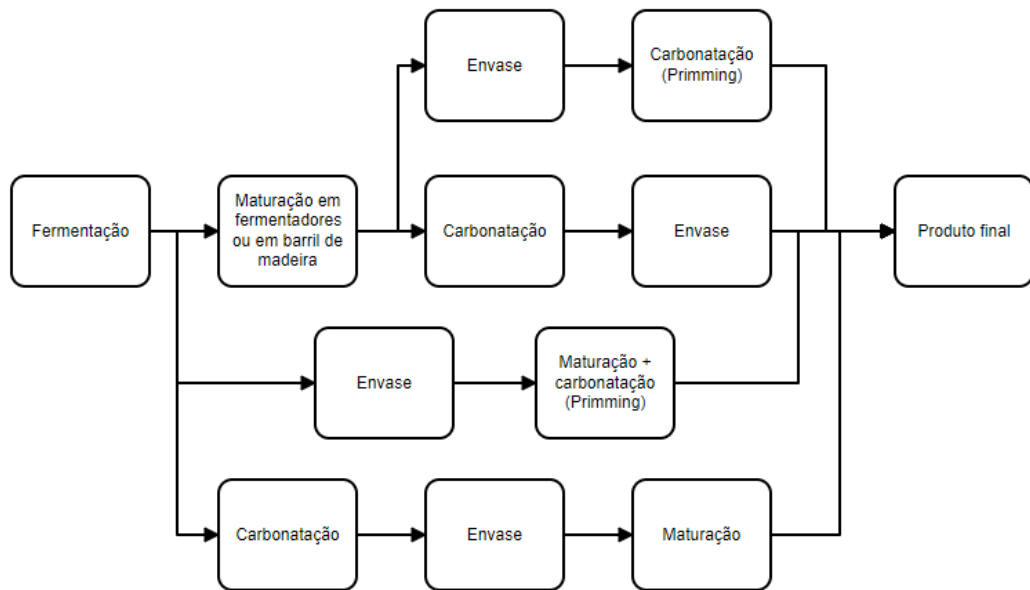 Envase
Carbonatação
(Primming)
Fermentação
Maturação em
fermentadores
ou em barril de
madeira
Carbonatação
Envase
Produto final
Envase
Maturação +
carbonatação
(Primming)
Carbonatação
Envase
Maturação